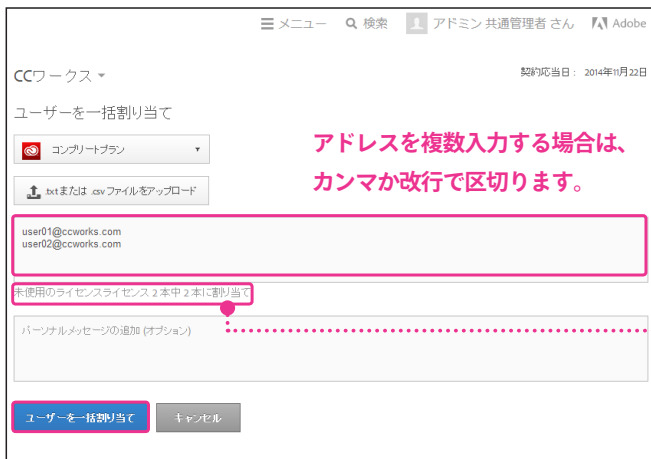 メニュー 検索 アドミン 共通管理者 さん Adobe
CCワークス
契約応当日： 2014年11月22日
ユーザーを一括割り当て
コンプリートプラン
アドレスを複数入力する場合は、
カンマか改行で区切ります。
.txt または .csv ファイルをアップロード
user01@ccworks.com
user02@ccworks.com
未使用のライセンスライセンス 2 本中 2 本に割り当て
パーソナルメッセージの追加 (オプション)
ユーザーを一括割り当て キャンセル